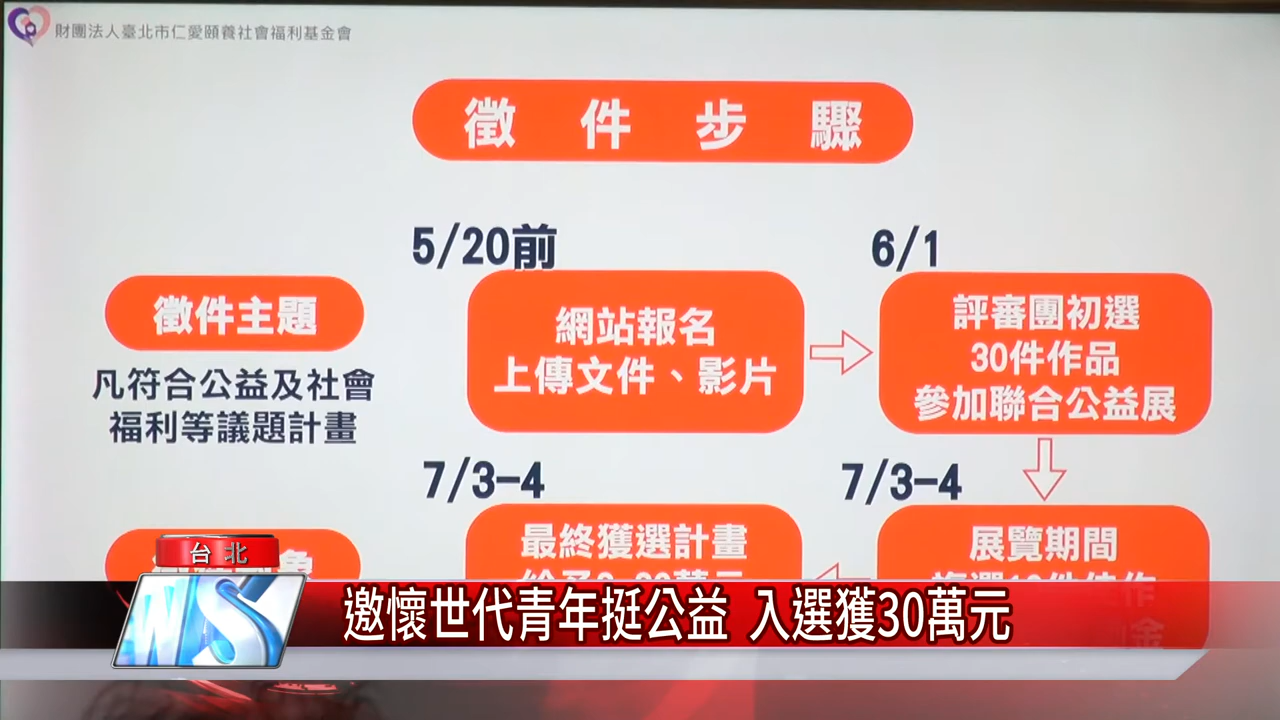 財團法人臺北市仁愛頤養社會福利基金會
徵件步驟
5/20前
6/1
徵件主題
網站報名
上傳文件、影片
評審團初選
30件作品
參加聯合公益展
凡符合公益及社會
福利等議題計畫
7/3-4
7/3-4
最終獲選計畫
展覽期間
台北
WS
邀懷世代青年挺公益 入選獲30萬元